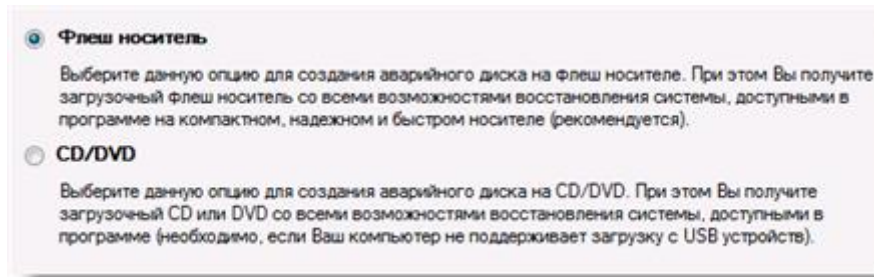 Флеш носитель
Выберите данную опцию для создания аварийного диска на флеш носителе. При этом Вы получите
загрузочный флеш носитель со всеми возможностями восстановления системы, доступными в
программе на компактном, надежном и быстром носителе (рекомендуется).
CD/DVD
Выберите данную опцию для создания аварийного диска на CD/DVD. При этом Вы получите
загрузочный CD или DVD со всеми возможностями восстановления системы, доступными в
программе (необходимо, если Ваш компьютер не поддерживает загрузку с USB устройств).